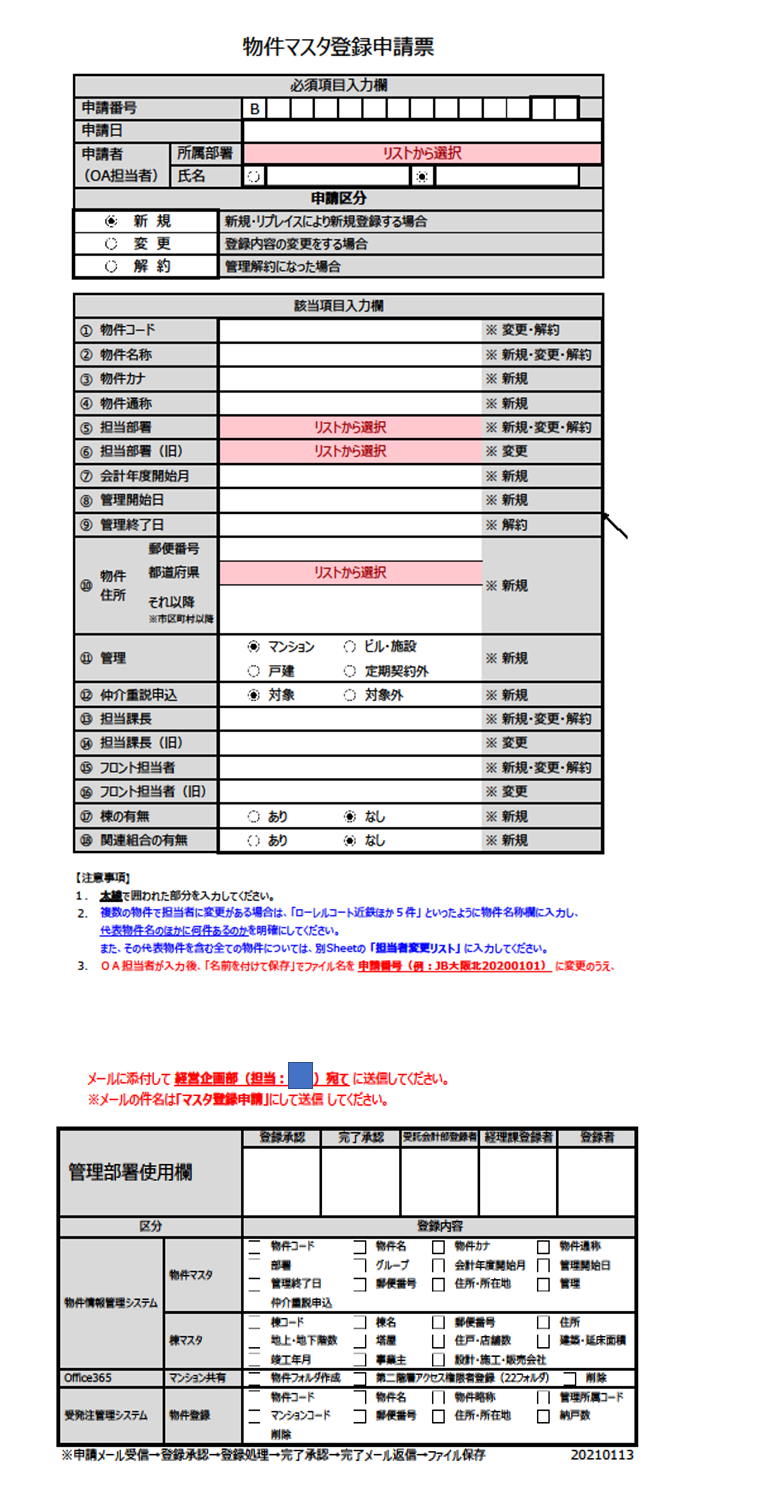 物件マスタ登録申請票
必須項目入力欄
申請番号 B
申請日
申請者 所属部署 リストから選択
（OA担当者） 氏名
申請区分
新 規 新規・リプレイスにより新規登録する場合
変 更 登録内容の変更をする場合
解 約 管理解約になった場合
該当項目入力欄
① 物件コード ※ 変更・解約
② 物件名称 ※ 新規・変更・解約
③ 物件カナ ※ 新規
④ 物件通称 ※ 新規
⑤ 担当部署 リストから選択 ※ 新規・変更・解約
⑥ 担当部署（旧） リストから選択 ※ 変更
⑦ 会計年度開始月 ※ 新規
⑧ 管理開始日 ※ 新規
⑨ 管理終了日 ※ 解約
⑩ 物件住所 郵便番号 ※ 新規
都道府県 リストから選択
それ以降
※市区町村以降
⑪ 管理 マンション ビル・施設 ※ 新規
戸建 定期契約外
⑫ 仲介重説申込 対象 対象外 ※ 新規
⑬ 担当課長 ※ 新規・変更・解約
⑭ 担当課長（旧） ※ 変更
⑮ フロント担当者 ※ 新規・変更・解約
⑯ フロント担当者（旧） ※ 変更
⑰ 棟の有無 あり なし ※ 新規
⑱ 関連組合の有無 あり なし ※ 新規
【注意事項】
1． 太線で囲われた部分を入力してください。
2． 複数の物件で担当者に変更がある場合は、「ローレルコート近鉄ほか５件」といったように物件名称欄に入力し、
代表物件名のほかに何件あるのかを明確にしてください。
また、その代表物件を含む全ての物件については、別Sheetの「担当者変更リスト」に入力してください。
3． ＯＡ担当者が入力後、「名前を付けて保存」でファイル名を 申請番号（例：JB大阪北20200101） に変更のうえ、
メールに添付して 経営企画部（担当： ）宛て に送信してください。
※メールの件名は「マスタ登録申請」にして送信 してください。
管理部署使用欄 登録承認 完了承認 受託会計部登録者 経理課登録者 登録者
区分 登録内容
物件情報管理システム 物件マスタ 物件コード 物件名 物件カナ 物件通称
部署 グループ 会計年度開始月 管理開始日
管理終了日 郵便番号 住所・所在地 管理
仲介重説申込
棟マスタ 棟コード 棟名 郵便番号 住所
地上・地下階数 塔屋 住戸・店舗数 建築・延床面積
竣工年月 事業主 設計・施工・販売会社
Office365 マンション共有 物件フォルダ作成 第二階層アクセス権限者登録（22フォルダ） 削除
受発注管理システム 物件登録 物件コード 物件名 物件略称 管理所属コード
マンションコード 郵便番号 住所・所在地 納戸数
削除
※申請メール受信→登録承認→登録処理→完了承認→完了メール返信→ファイル保存 20210113